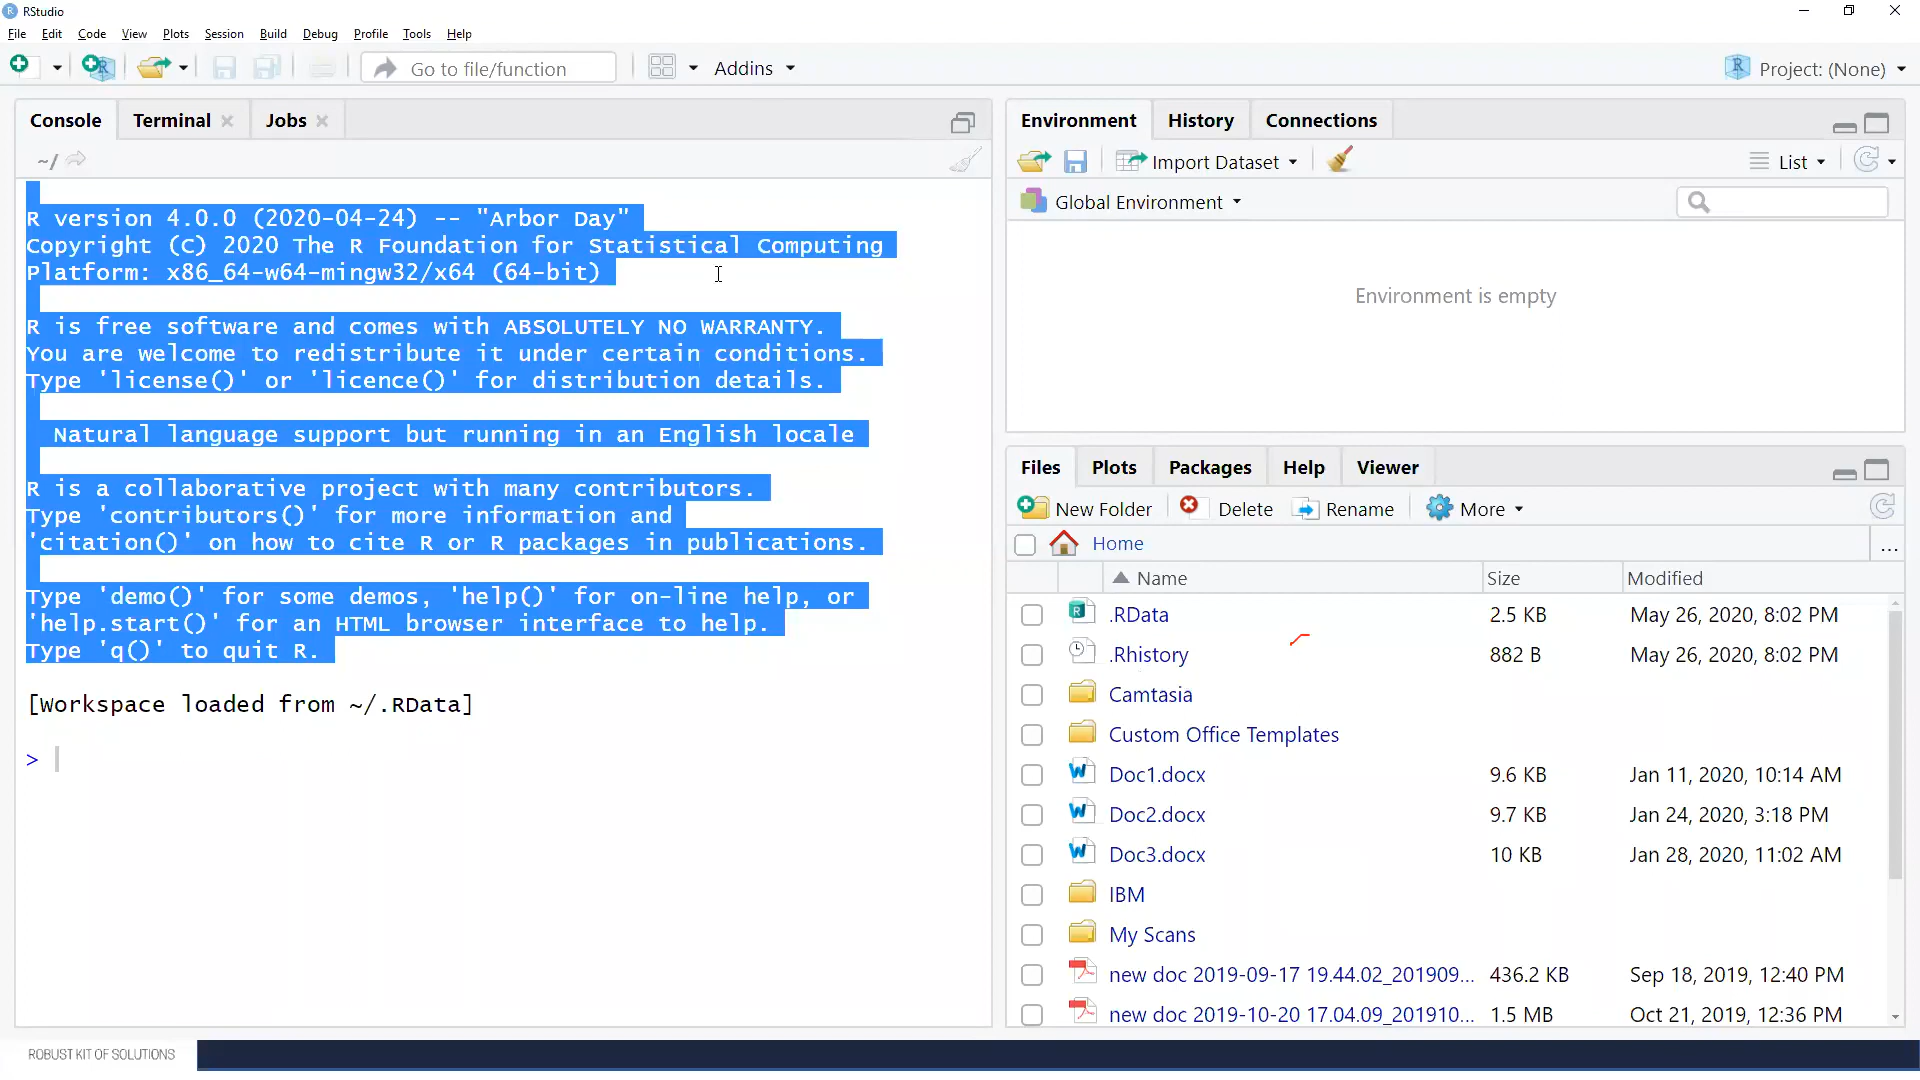 RStudio
File Edit Code View Plots Session Build Debug Profile Tools Help
Go to file/function Addins Project: (None)
Console Terminal Jobs
~/
R version 4.0.0 (2020-04-24) -- "Arbor Day"
Copyright (C) 2020 The R Foundation for Statistical Computing
Platform: x86_64-w64-mingw32/x64 (64-bit)
R is free software and comes with ABSOLUTELY NO WARRANTY.
You are welcome to redistribute it under certain conditions.
Type 'license()' or 'licence()' for distribution details.
Natural language support but running in an English locale
R is a collaborative project with many contributors.
Type 'contributors()' for more information and
'citation()' on how to cite R or R packages in publications.
Type 'demo()' for some demos, 'help()' for on-line help, or
'help.start()' for an HTML browser interface to help.
Type 'q()' to quit R.
[Workspace loaded from ~/.RData]
>
Environment History Connections
Import Dataset List
Global Environment
Environment is empty
Files Plots Packages Help Viewer
New Folder Delete Rename More
Home ...
Name Size Modified
.RData 2.5 KB May 26, 2020, 8:02 PM
.Rhistory 882 B May 26, 2020, 8:02 PM
Camtasia
Custom Office Templates
Doc1.docx 9.6 KB Jan 11, 2020, 10:14 AM
Doc2.docx 9.7 KB Jan 24, 2020, 3:18 PM
Doc3.docx 10 KB Jan 28, 2020, 11:02 AM
IBM
My Scans
new doc 2019-09-17 19.44.02_201909... 436.2 KB Sep 18, 2019, 12:40 PM
new doc 2019-10-20 17.04.09_201910... 1.5 MB Oct 21, 2019, 12:36 PM
ROBUST KIT OF SOLUTIONS